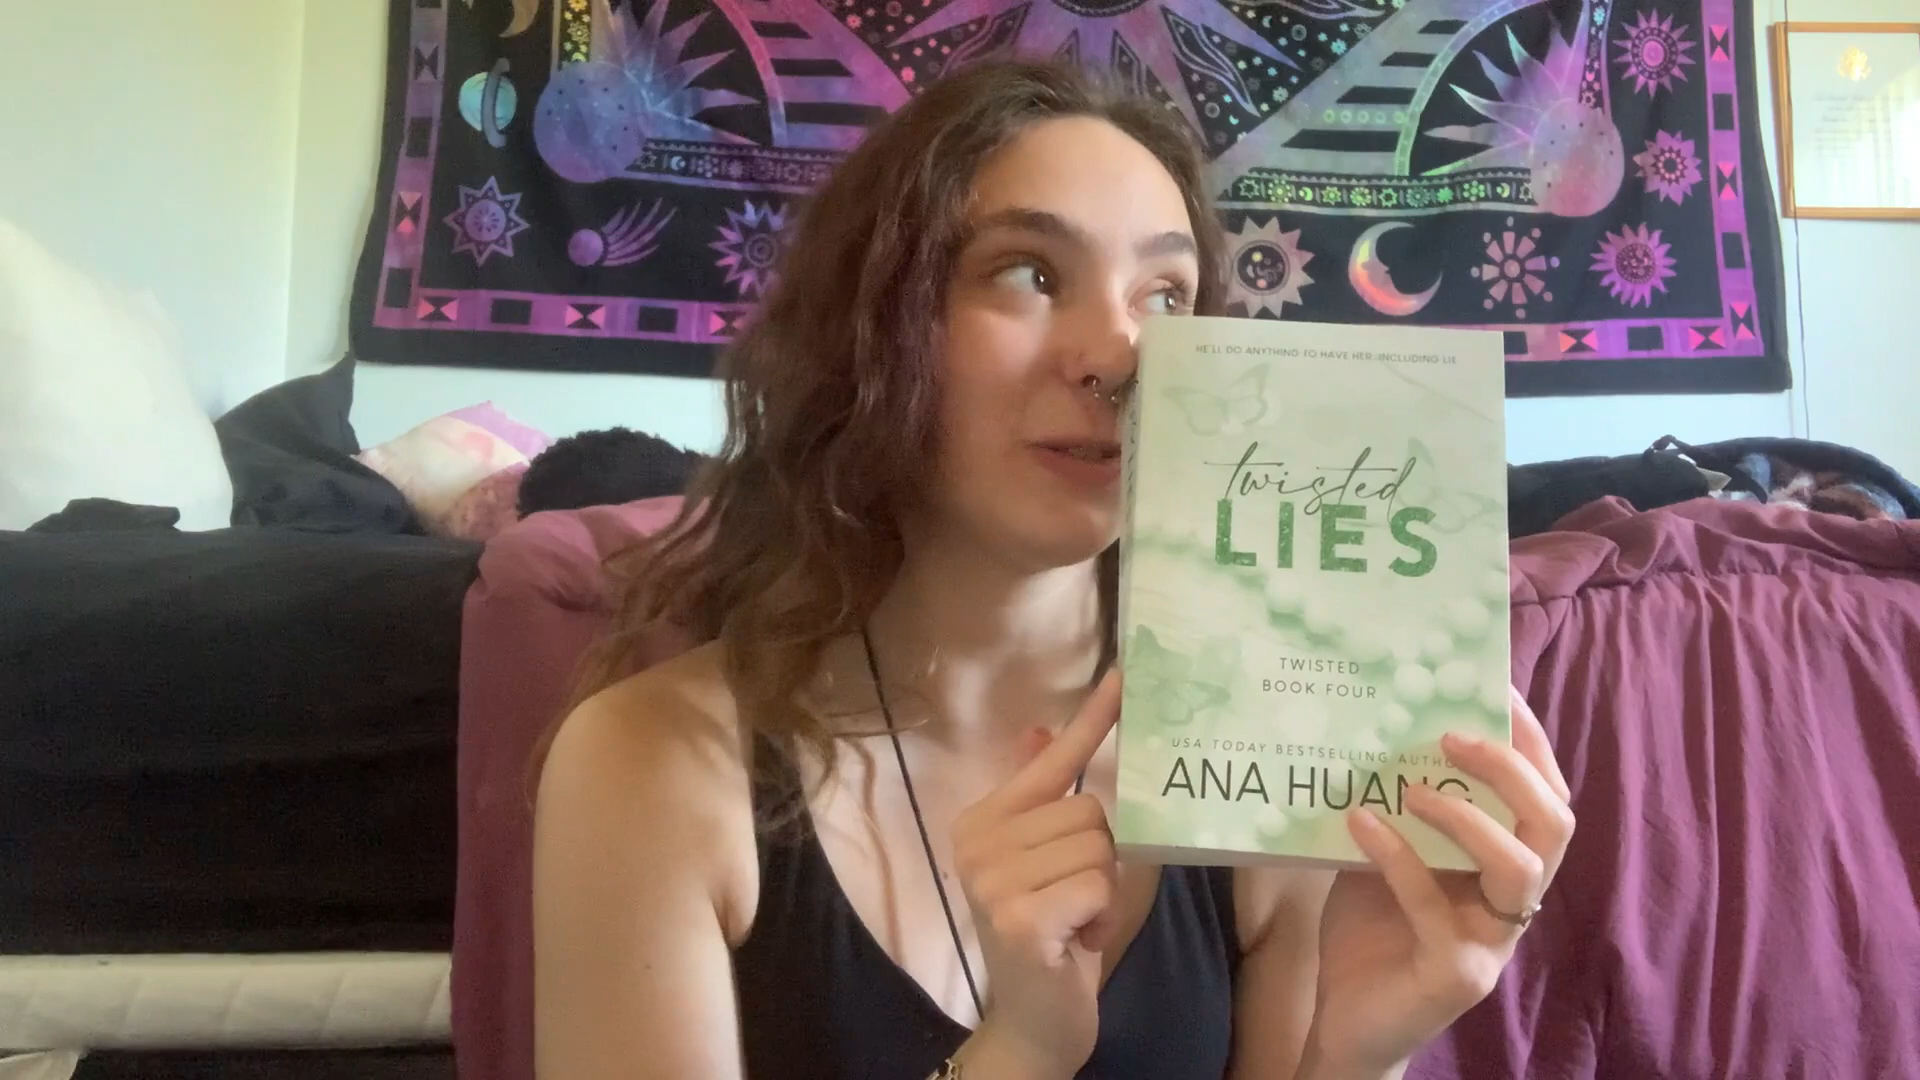 HE'LL DO ANYTHING TO HAVE HER...INCLUDING LIE
twisted
LIES
TWISTED
BOOK FOUR
USA TODAY BESTSELLING AUTHO
ANA HUANG